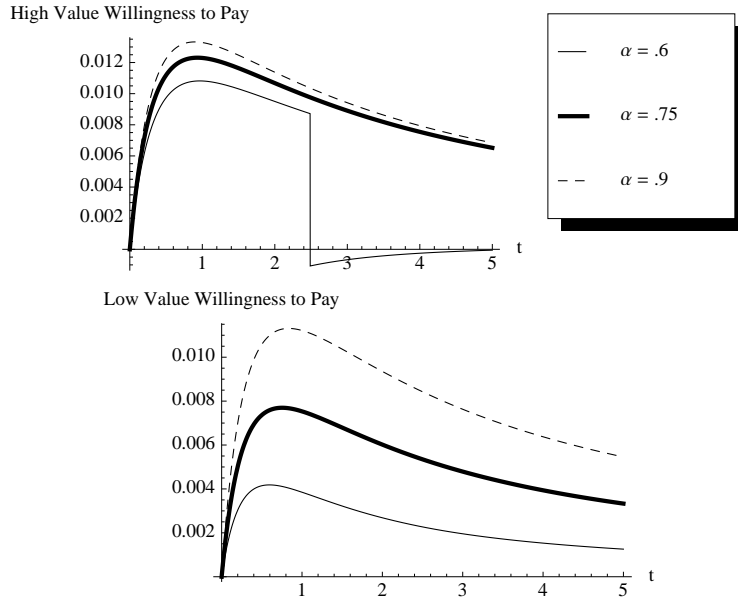 High Value Willingness to Pay
0.012
0.010
0.008
0.006
0.004
0.002
1 2 3 4 5 t
α = .6
α = .75
α = .9
Low Value Willingness to Pay
0.010
0.008
0.006
0.004
0.002
1 2 3 4 5 t